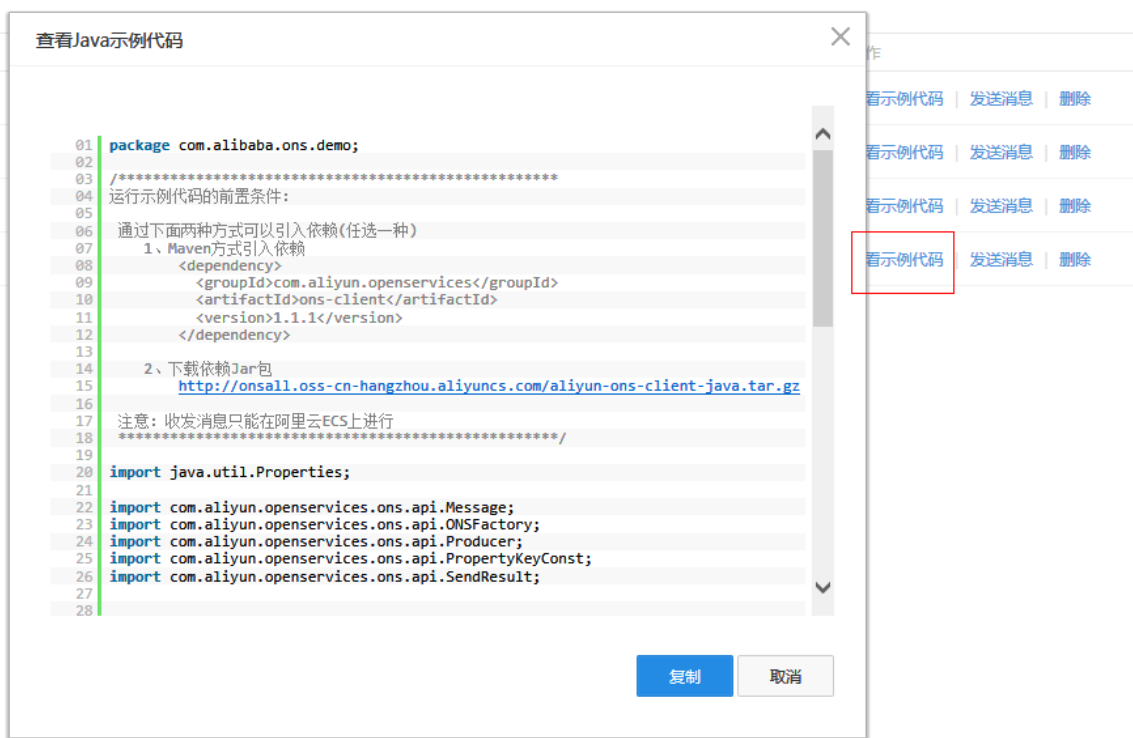 查看Java示例代码
作
看示例代码 | 发送消息 | 删除
看示例代码 | 发送消息 | 删除
看示例代码 | 发送消息 | 删除
看示例代码 | 发送消息 | 删除
01 package com.alibaba.ons.demo;
02
03 /***************************************************
04 运行示例代码的前置条件:
05
06 通过下面两种方式可以引入依赖(任选一种)
07 1、Maven方式引入依赖
08 <dependency>
09 <groupId>com.aliyun.openservices</groupId>
10 <artifactId>ons-client</artifactId>
11 <version>1.1.1</version>
12 </dependency>
13
14 2、下载依赖Jar包
15 http://onsall.oss-cn-hangzhou.aliyuncs.com/aliyun-ons-client-java.tar.gz
16
17 注意: 收发消息只能在阿里云ECS上进行
18 ***************************************************/
19
20 import java.util.Properties;
21
22 import com.aliyun.openservices.ons.api.Message;
23 import com.aliyun.openservices.ons.api.ONSFactory;
24 import com.aliyun.openservices.ons.api.Producer;
25 import com.aliyun.openservices.ons.api.PropertyKeyConst;
26 import com.aliyun.openservices.ons.api.SendResult;
27
28
复制 取消